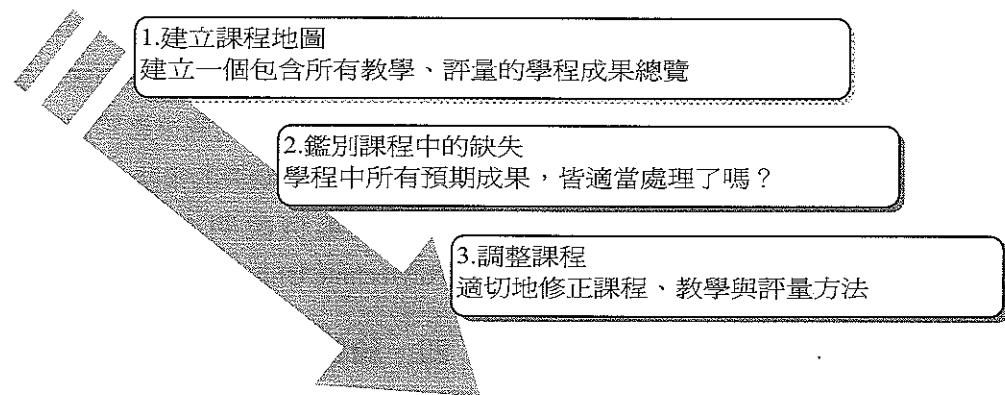 1.建立課程地圖
建立一個包含所有教學、評量的學程成果總覽
2.鑑別課程中的缺失
學程中所有預期成果，皆適當處理了嗎？
3.調整課程
適切地修正課程、教學與評量方法